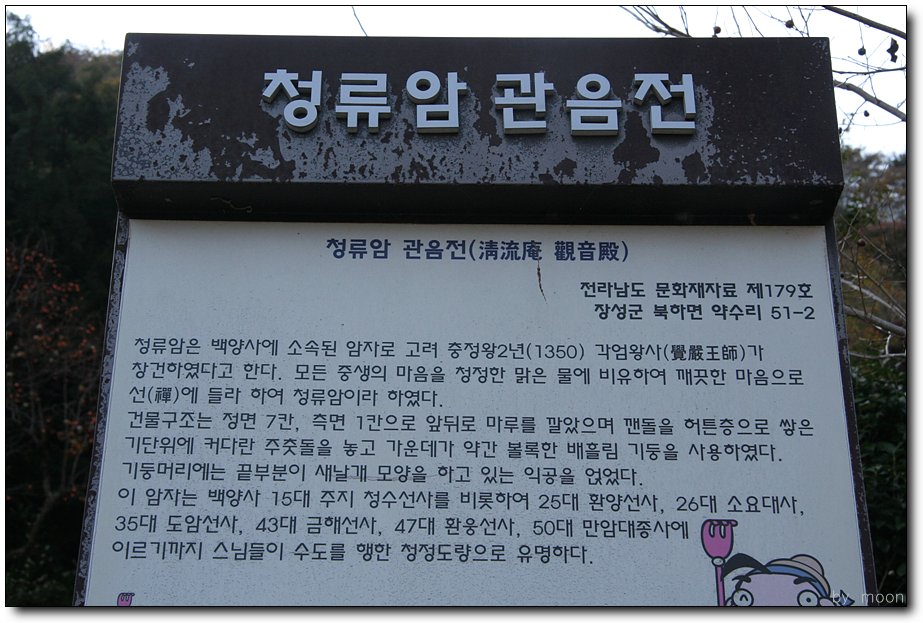 청류암 관음전
청류암 관음전(淸流庵 觀音殿)
전라남도 문화재자료 제179호
장성군 북하면 약수리 51-2
청류암은 백양사에 소속된 암자로 고려 충정왕2년(1350) 각엄왕사(覺嚴王師)가
창건하였다고 한다. 모든 중생의 마음을 청정한 맑은 물에 비유하여 깨끗한 마음으로
선(禪)에 들라 하여 청류암이라 하였다.
건물구조는 정면 7칸, 측면 1칸으로 앞뒤로 마루를 깔았으며 깬돌을 허튼층으로 쌓은
기단위에 커다란 주춧돌을 놓고 가운데가 약간 볼록한 배흘림 기둥을 사용하였다.
기둥머리에는 끝부분이 새날개 모양을 하고 있는 익공을 얹었다.
이 암자는 백양사 15대 주지 정수선사를 비롯하여 25대 환양선사, 26대 소요대사,
35대 도암선사, 43대 금해선사, 47대 환응선사, 50대 만암대종사에
이르기까지 스님들이 수도를 행한 청정도량으로 유명하다.
by moon